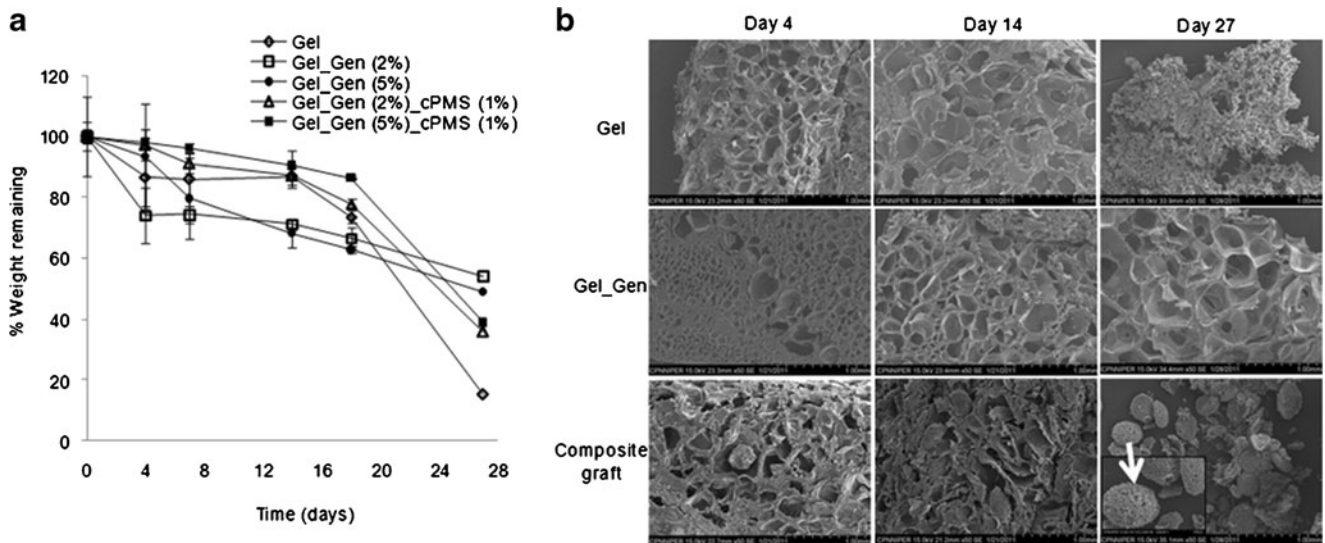 a
Gel
Gel_Gen (2%)
Gel_Gen (5%)
Gel_Gen (2%)_cPMS (1%)
Gel_Gen (5%)_cPMS (1%)
% Weight remaining
120
100
80
60
40
20
0
0 4 8 12 16 20 24 28
Time (days)
b
Day 4 Day 14 Day 27
Gel
Gel_Gen
Composite
graft